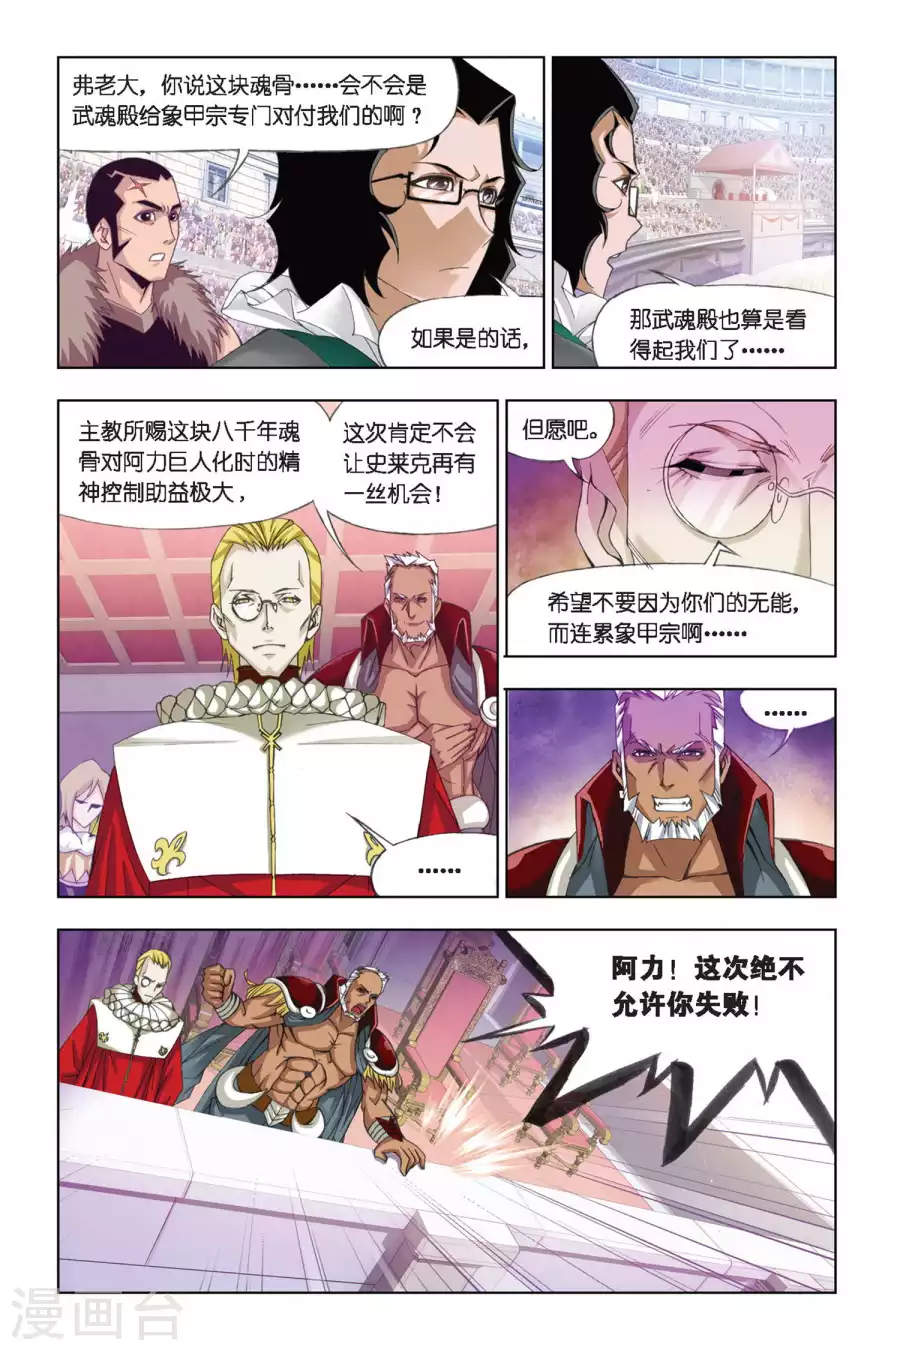 弗老大，你说这块魂骨……会不会是
武魂殿给象甲宗专门对付我们的啊？
如果是的话，
那武魂殿也算是看
得起我们了……
主教所赐这块八千年魂
骨对阿力巨人化时的精
神控制助益极大，
这次肯定不会
让史莱克再有
一丝机会！
……
但愿吧。
希望不要因为你们的无能，
而连累象甲宗啊……
……
阿力！这次绝不
允许你失败！
漫画台